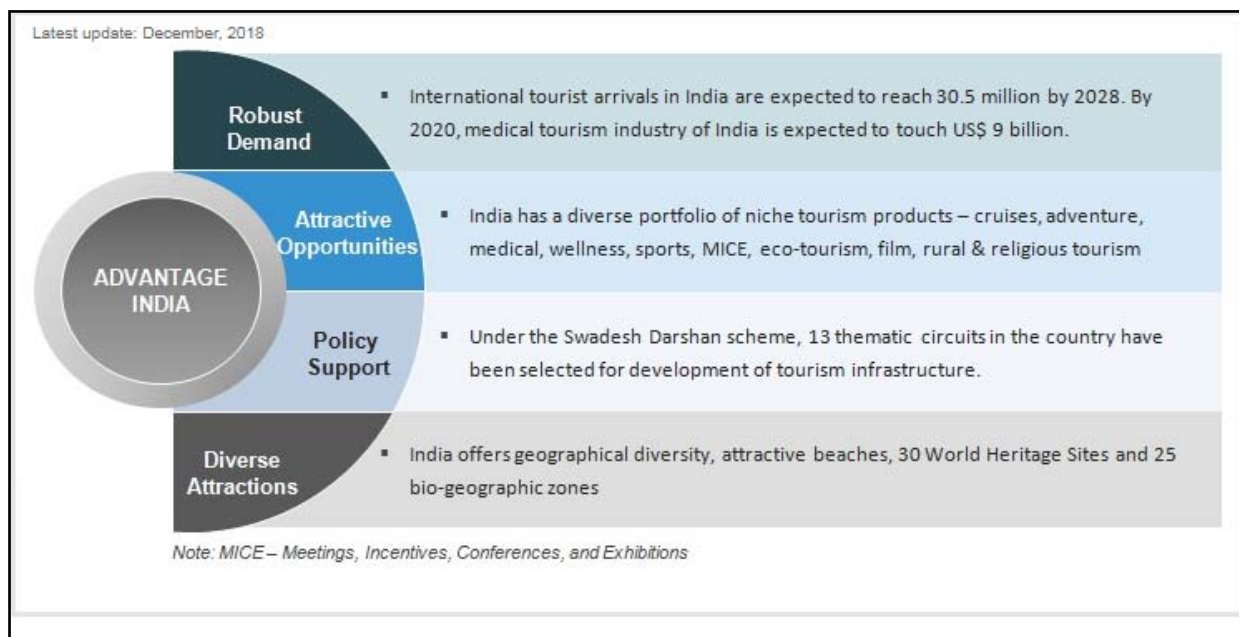 Latest update: December, 2018
Robust
Demand
▪ International tourist arrivals in India are expected to reach 30.5 million by 2028. By
2020, medical tourism industry of India is expected to touch US$ 9 billion.
ADVANTAGE
INDIA
Attractive
Opportunities
▪ India has a diverse portfolio of niche tourism products – cruises, adventure,
medical, wellness, sports, MICE, eco-tourism, film, rural & religious tourism
Policy
Support
▪ Under the Swadesh Darshan scheme, 13 thematic circuits in the country have
been selected for development of tourism infrastructure.
Diverse
Attractions
▪ India offers geographical diversity, attractive beaches, 30 World Heritage Sites and 25
bio-geographic zones
Note: MICE – Meetings, Incentives, Conferences, and Exhibitions